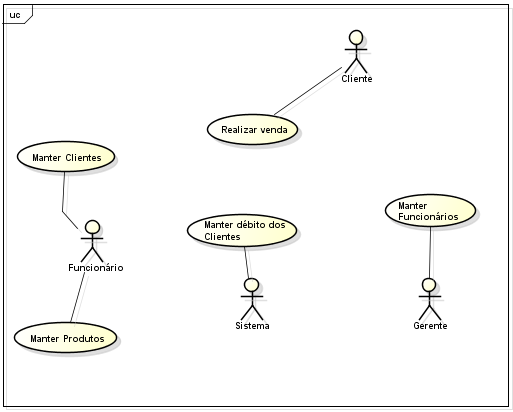 uc
Cliente
Realizar venda
Manter Clientes
Manter
Funcionários
Manter débito dos
Clientes
Funcionário
Sistema
Gerente
Manter Produtos